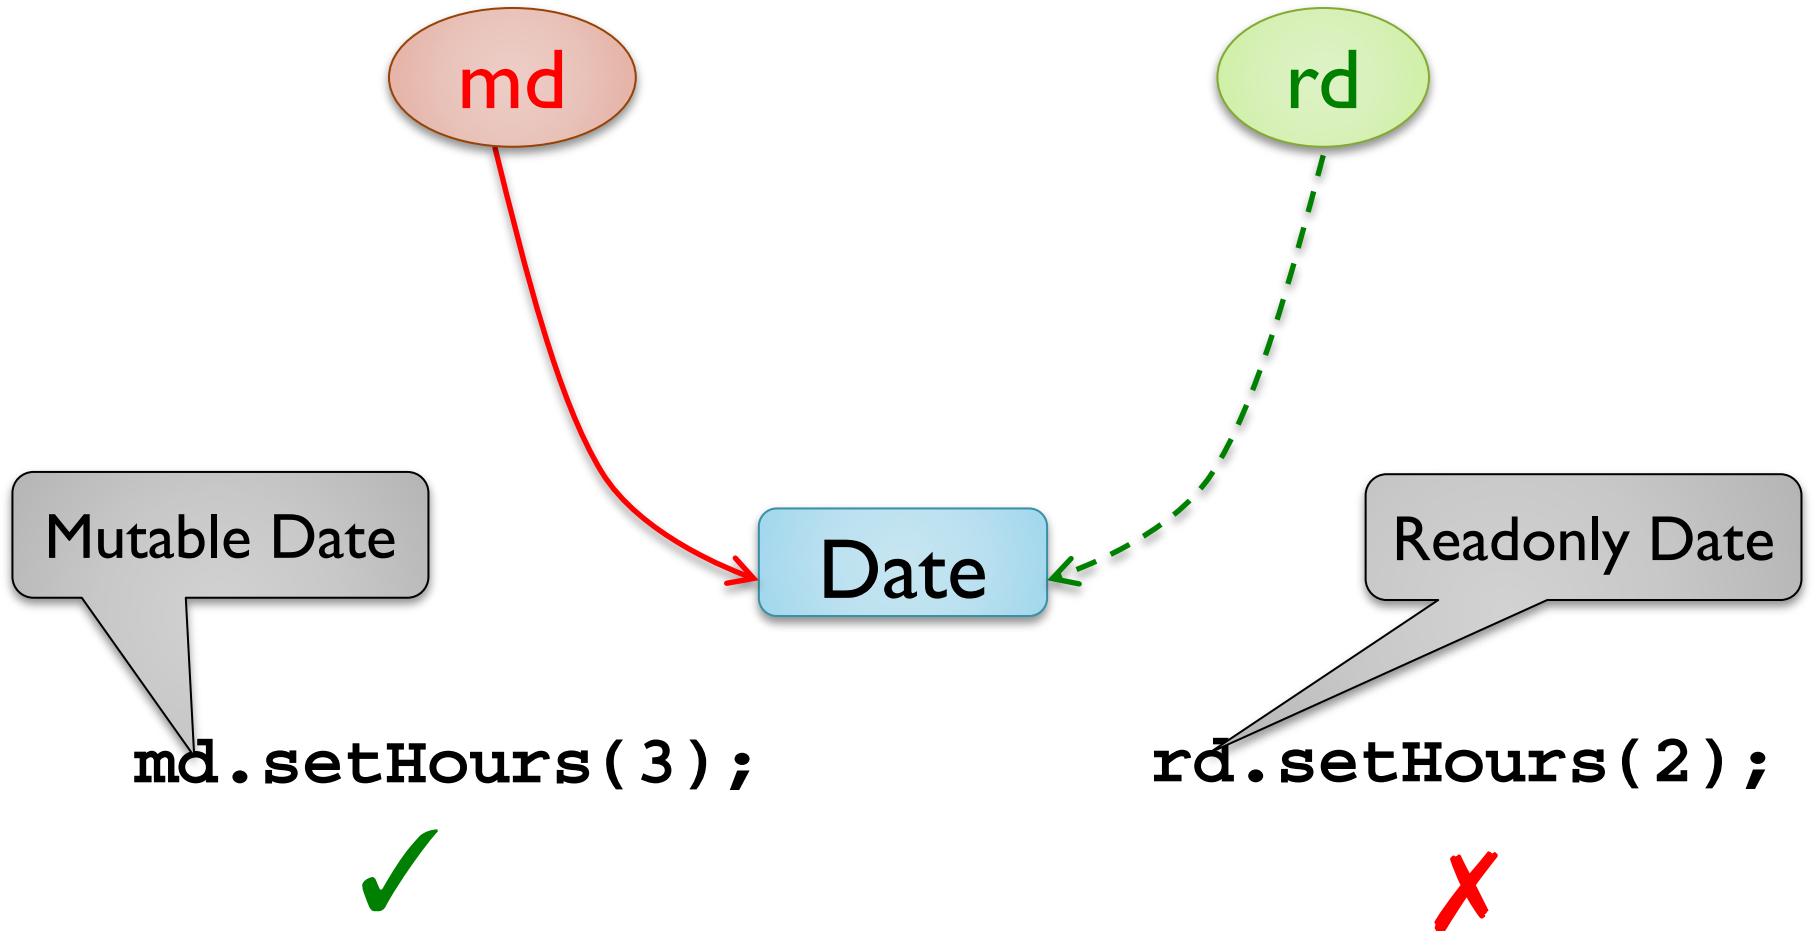 md
rd
Mutable Date
Readonly Date
Date
md.setHours(3);
rd.setHours(2);
✓
✗